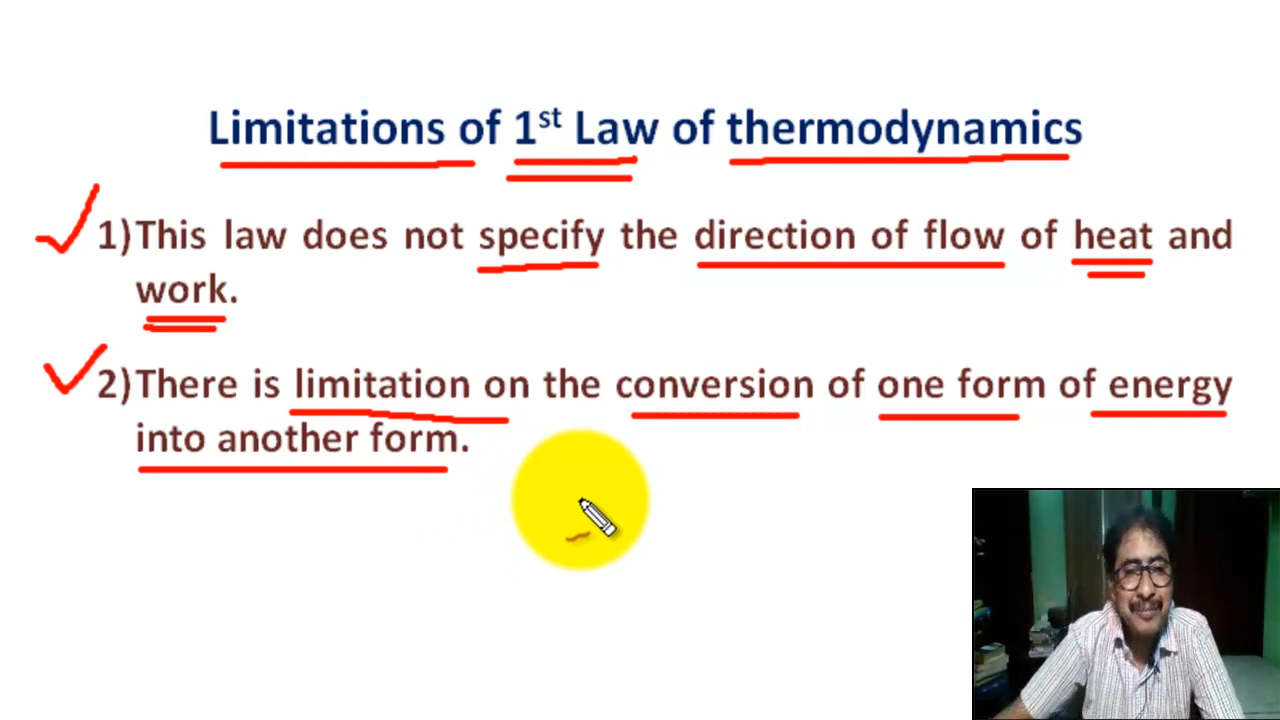 Limitations of 1st Law of thermodynamics
1) This law does not specify the direction of flow of heat and
work.
2) There is limitation on the conversion of one form of energy
into another form.